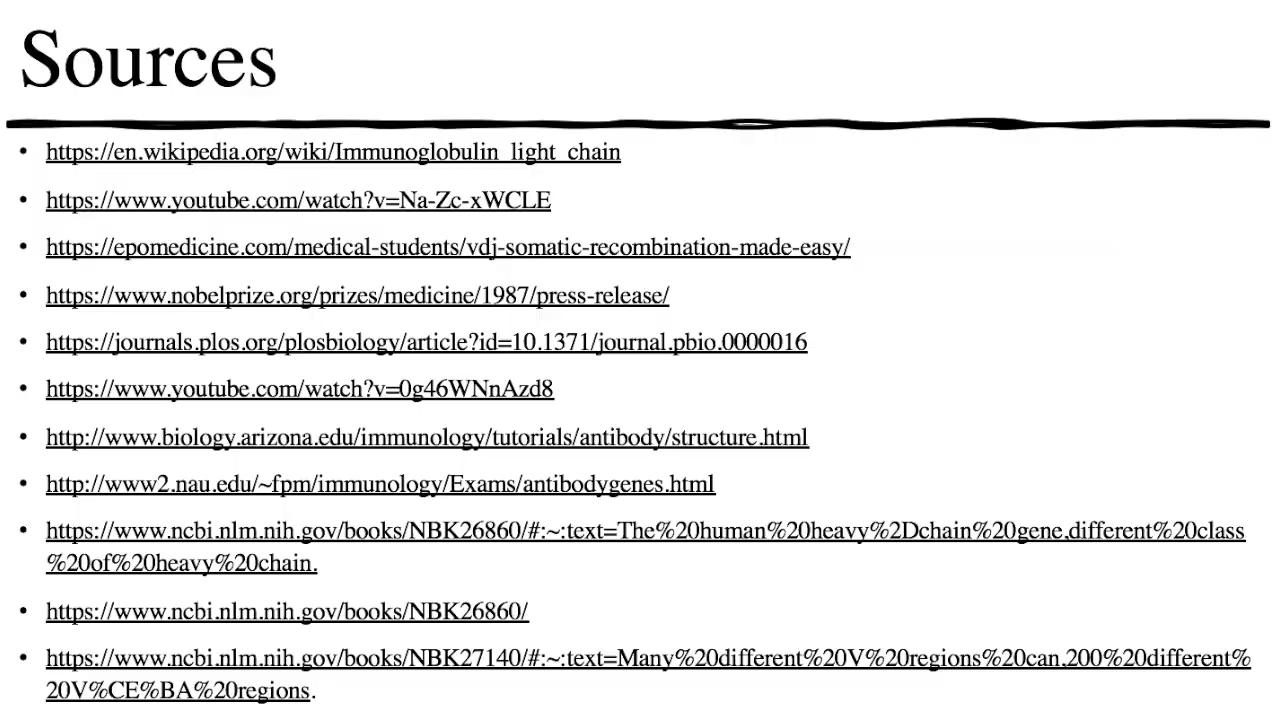 Sources
• https://en.wikipedia.org/wiki/Immunoglobulin_light_chain
• https://www.youtube.com/watch?v=Na-Zc-xWCLE
• https://epomedicine.com/medical-students/vdj-somatic-recombination-made-easy/
• https://www.nobelprize.org/prizes/medicine/1987/press-release/
• https://journals.plos.org/plosbiology/article?id=10.1371/journal.pbio.0000016
• https://www.youtube.com/watch?v=0g46WNnAzd8
• http://www.biology.arizona.edu/immunology/tutorials/antibody/structure.html
• http://www2.nau.edu/~fpm/immunology/Exams/antibodygenes.html
• https://www.ncbi.nlm.nih.gov/books/NBK26860/#:~:text=The%20human%20heavy%2Dchain%20gene,different%20class
%20of%20heavy%20chain.
• https://www.ncbi.nlm.nih.gov/books/NBK26860/
• https://www.ncbi.nlm.nih.gov/books/NBK27140/#:~:text=Many%20different%20V%20regions%20can,200%20different%
20V%CE%BA%20regions.